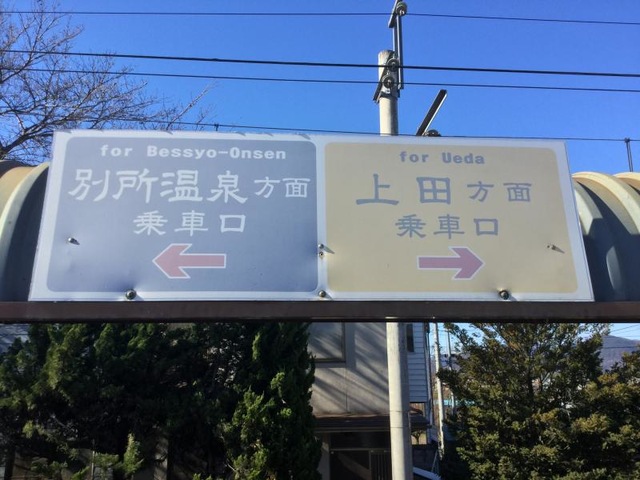 for Bessyo-Onsen
別所温泉方面
乗車口
for Ueda
上田方面
乗車口